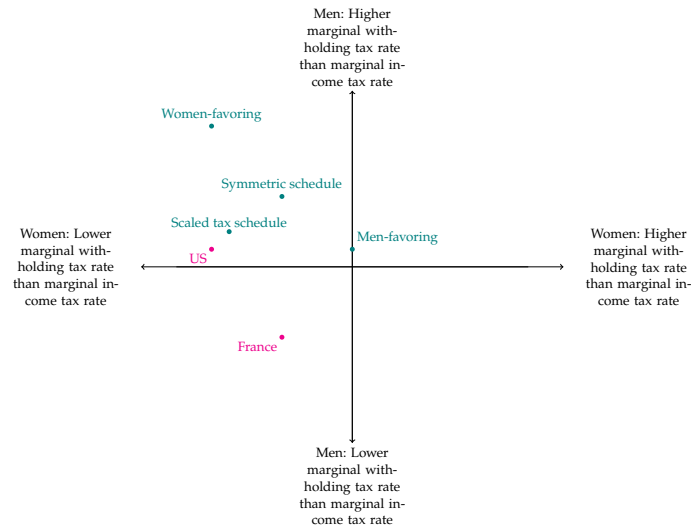 Men: Higher
marginal with-
holding tax rate
than marginal in-
come tax rate
Women-favoring
Symmetric schedule
Scaled tax schedule
Men-favoring
Women: Lower
marginal with-
holding tax rate
than marginal in-
come tax rate
US
Women: Higher
marginal with-
holding tax rate
than marginal in-
come tax rate
France
Men: Lower
marginal with-
holding tax rate
than marginal in-
come tax rate